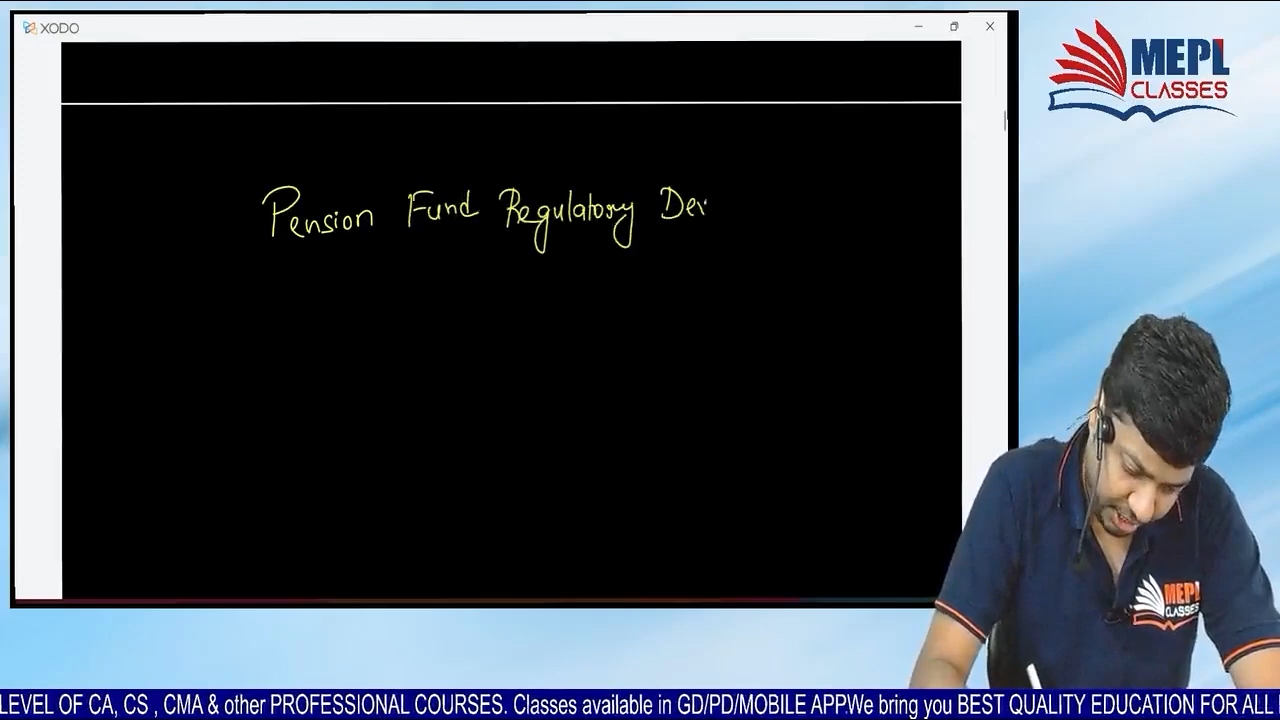 XODO
MEPL
CLASSES
Pension Fund Regulatory Dev
MEPL
CLASSES
LEVEL OF CA, CS , CMA & other PROFESSIONAL COURSES. Classes available in GD/PD/MOBILE APP.We bring you BEST QUALITY EDUCATION FOR ALL